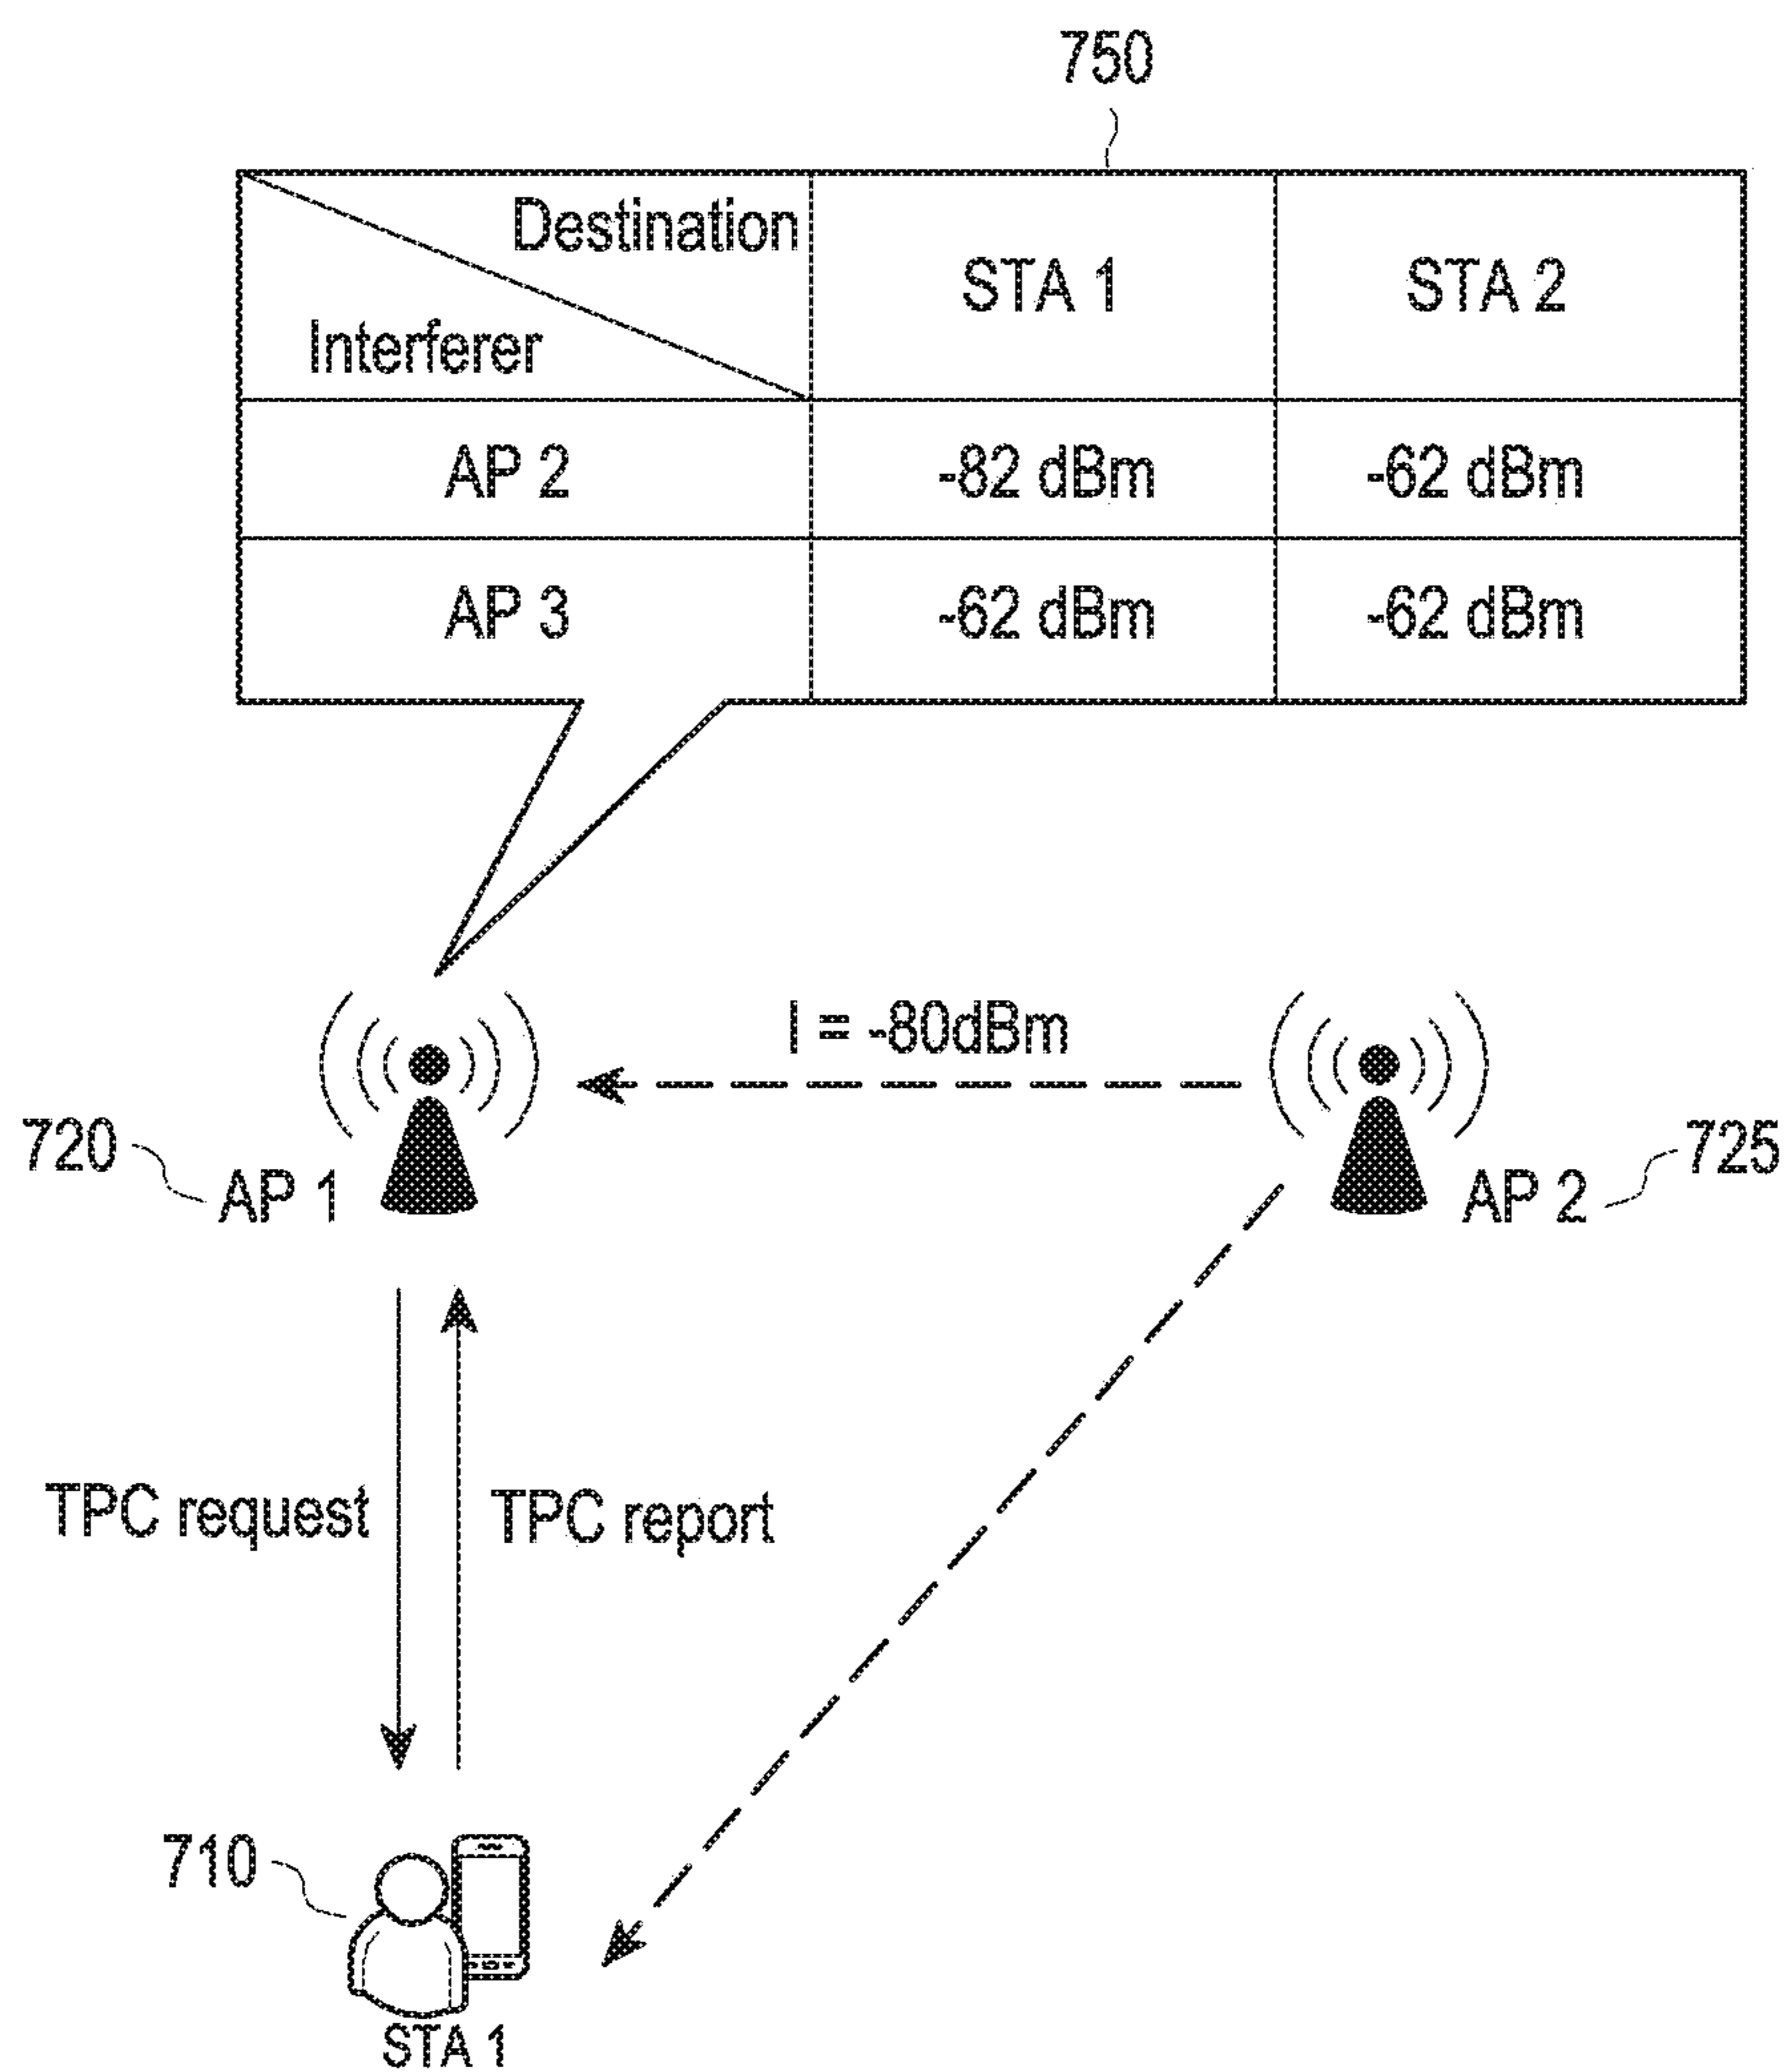 750
Destination
STA 1
STA 2
Interferer
AP 2
-82 dBm
-62 dBm
AP 3
-62 dBm
-62 dBm
I = -80dBm
720
AP 1
AP 2
725
TPC request
TPC report
710
STA 1